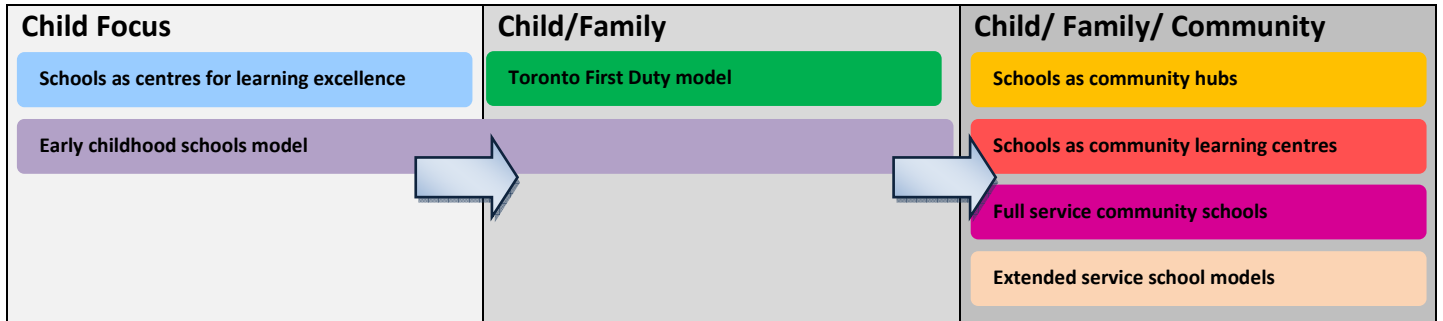 Child Focus
Schools as centres for learning excellence
Early childhood schools model
Child/Family
Toronto First Duty model
Child/ Family/ Community
Schools as community hubs
Schools as community learning centres
Full service community schools
Extended service school models